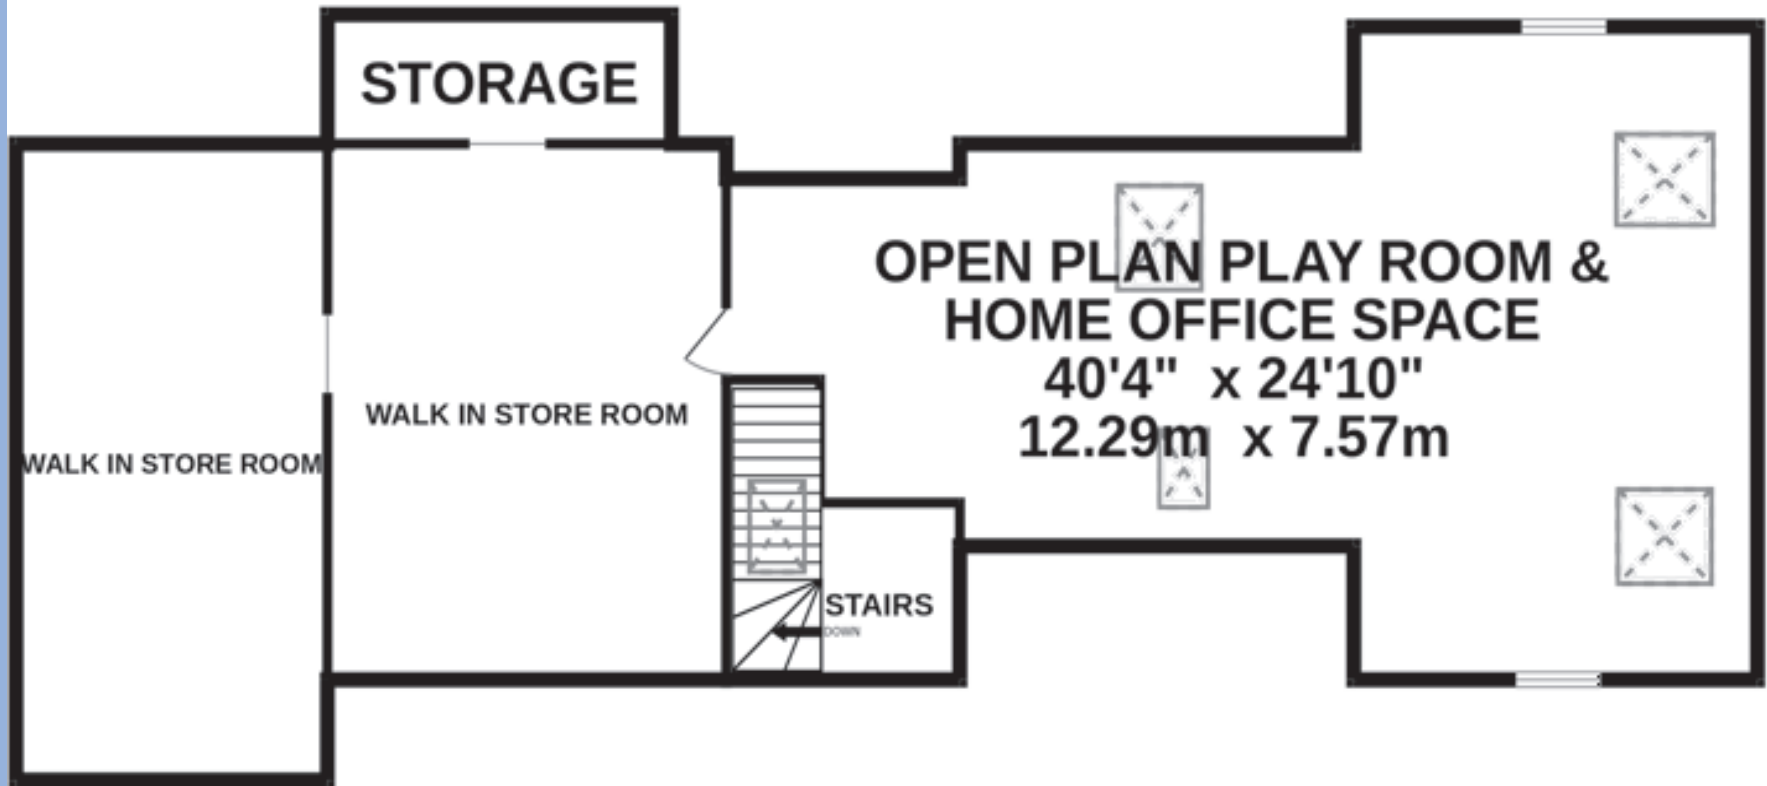 STORAGE
OPEN PLAN PLAY ROOM &
HOME OFFICE SPACE
40'4" x 24'10"
12.29m x 7.57m
WALK IN STORE ROOM
WALK IN STORE ROOM
STAIRS
DOWN